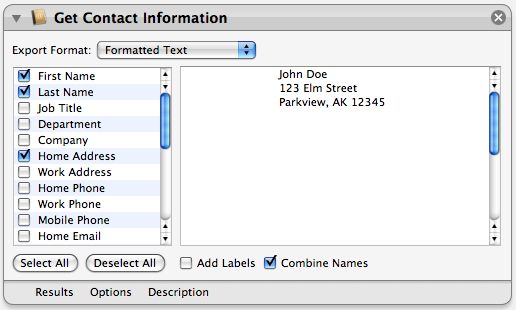 Get Contact Information
Export Format: Formatted Text
First Name
Last Name
Job Title
Department
Company
Home Address
Work Address
Home Phone
Work Phone
Mobile Phone
Home Email
John Doe
123 Elm Street
Parkview, AK 12345
Select All Deselect All Add Labels Combine Names
Results Options Description